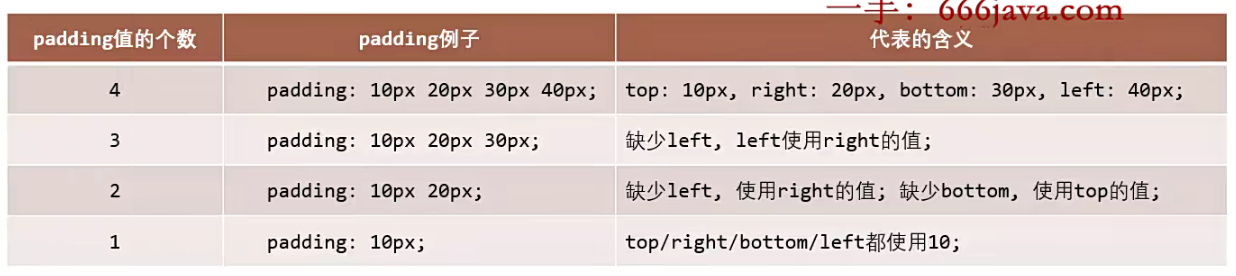 一手：666java.com
padding值的个数 padding例子 代表的含义
4 padding: 10px 20px 30px 40px; top: 10px, right: 20px, bottom: 30px, left: 40px;
3 padding: 10px 20px 30px; 缺少left, left使用right的值;
2 padding: 10px 20px; 缺少left, 使用right的值; 缺少bottom, 使用top的值;
1 padding: 10px; top/right/bottom/left都使用10;